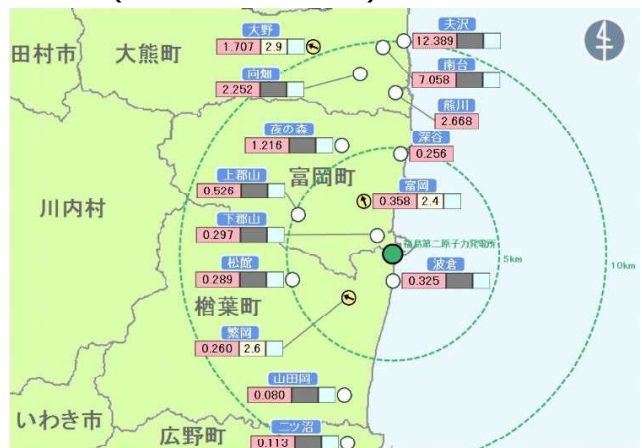 大野
1.707 2.9
夫沢
12.389
田村市
大熊町
向畑
2.252
南台
7.058
熊川
2.668
夜の森
1.216
深谷
0.256
富岡町
上郡山
0.526
富岡
0.358 2.4
川内村
下郡山
0.297
福島第二原子力発電所
5km
10km
松館
0.289
波倉
0.325
楢葉町
繁岡
0.260 2.6
山田岡
0.080
いわき市
広野町
二ツ沼
0.113